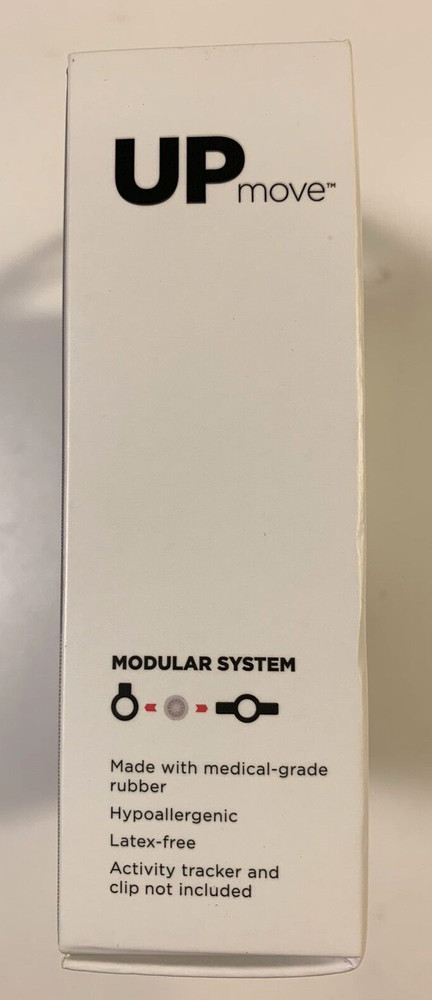 UP move™
MODULAR SYSTEM
Made with medical-grade
rubber
Hypoallergenic
Latex-free
Activity tracker and
clip not included